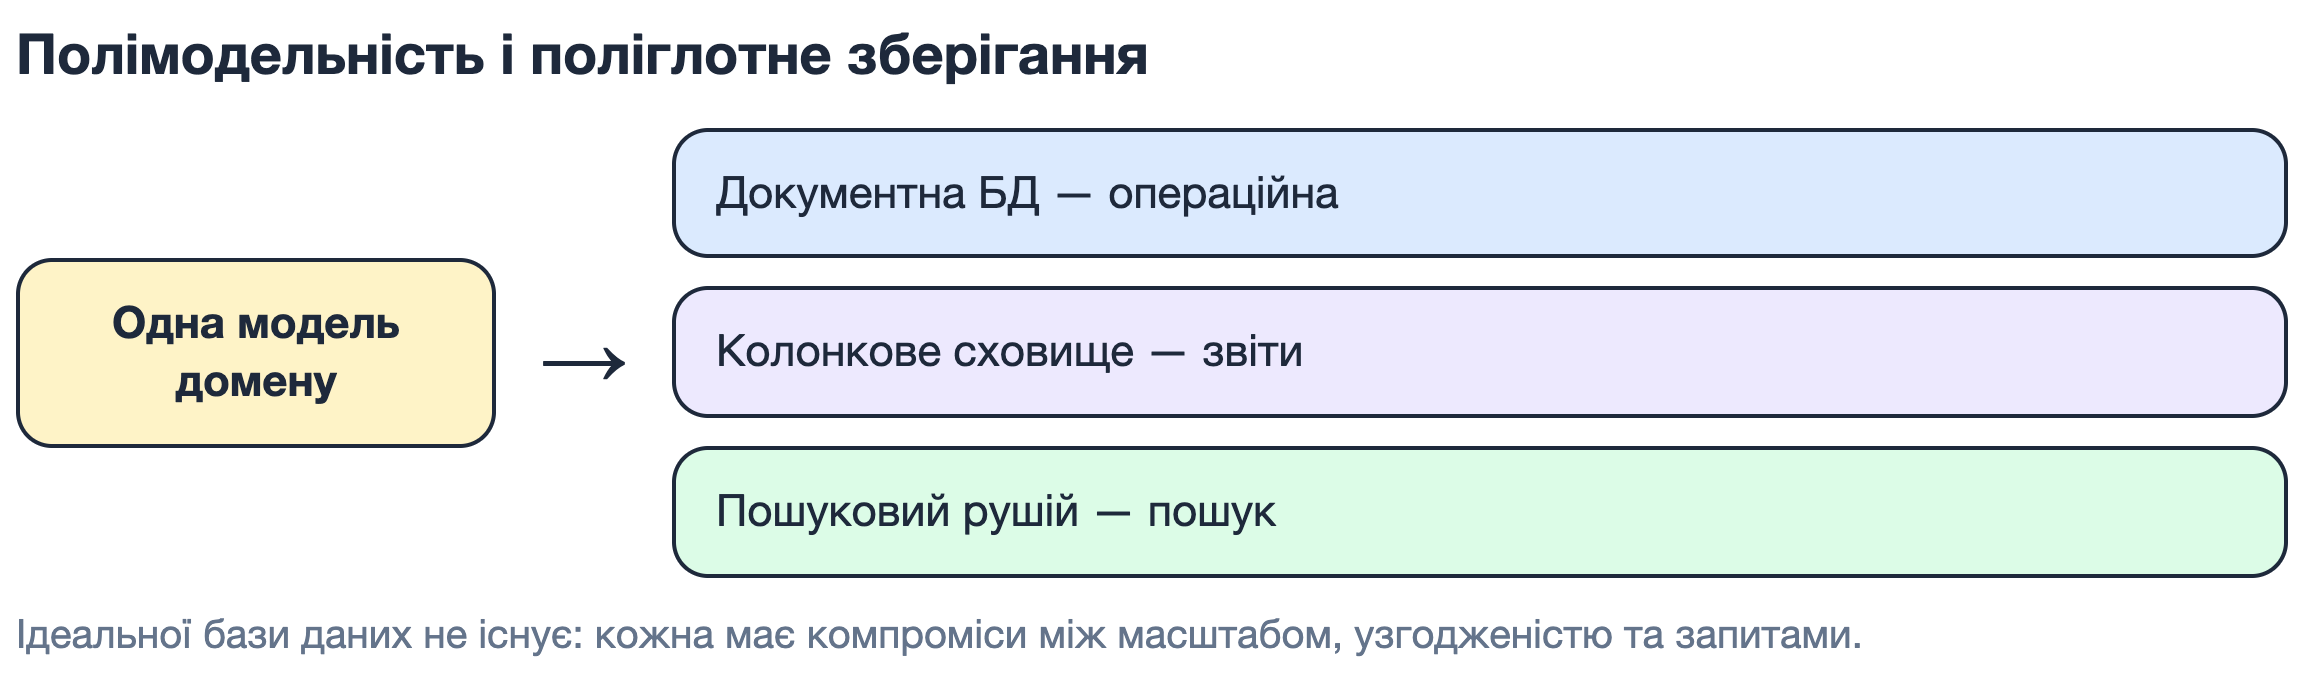 Полімодельність і поліглотне зберігання
Документна БД — операційна
Одна модель
домену
→
Колонкове сховище — звіти
Пошуковий рушій — пошук
Ідеальної бази даних не існує: кожна має компроміси між масштабом, узгодженістю та запитами.